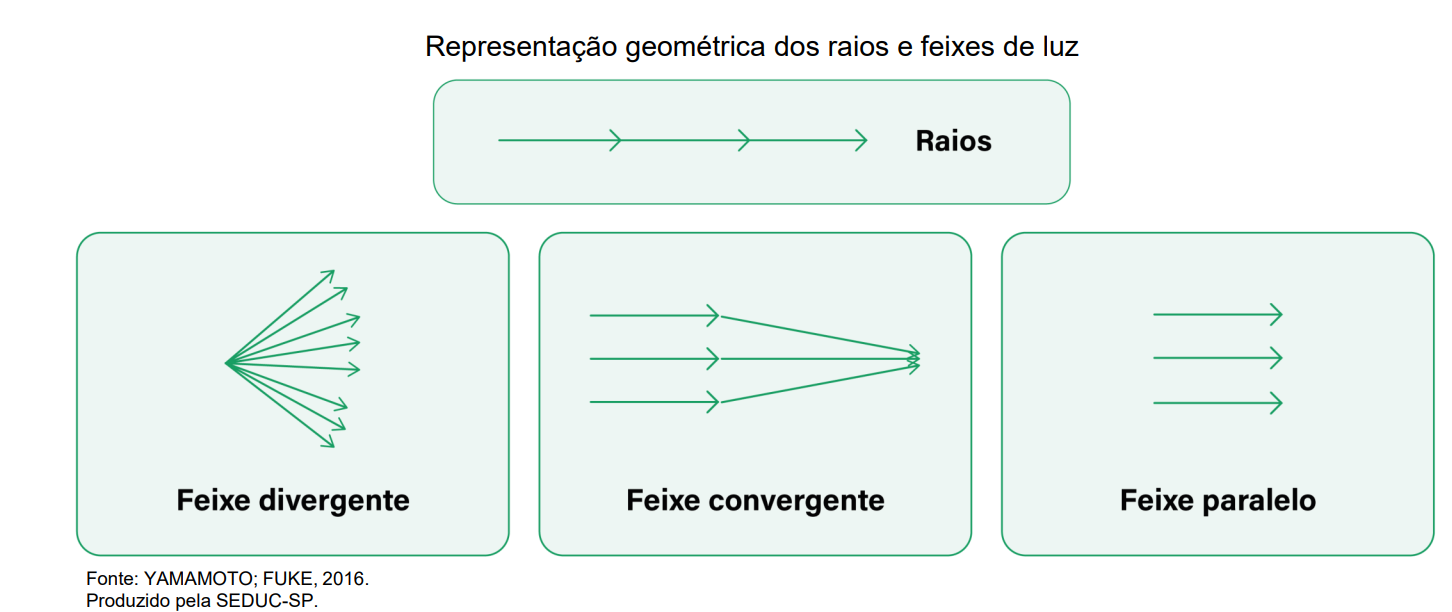 Representação geométrica dos raios e feixes de luz
Raios
Feixe divergente
Feixe convergente
Feixe paralelo
Fonte: YAMAMOTO; FUKE, 2016.
Produzido pela SEDUC-SP.